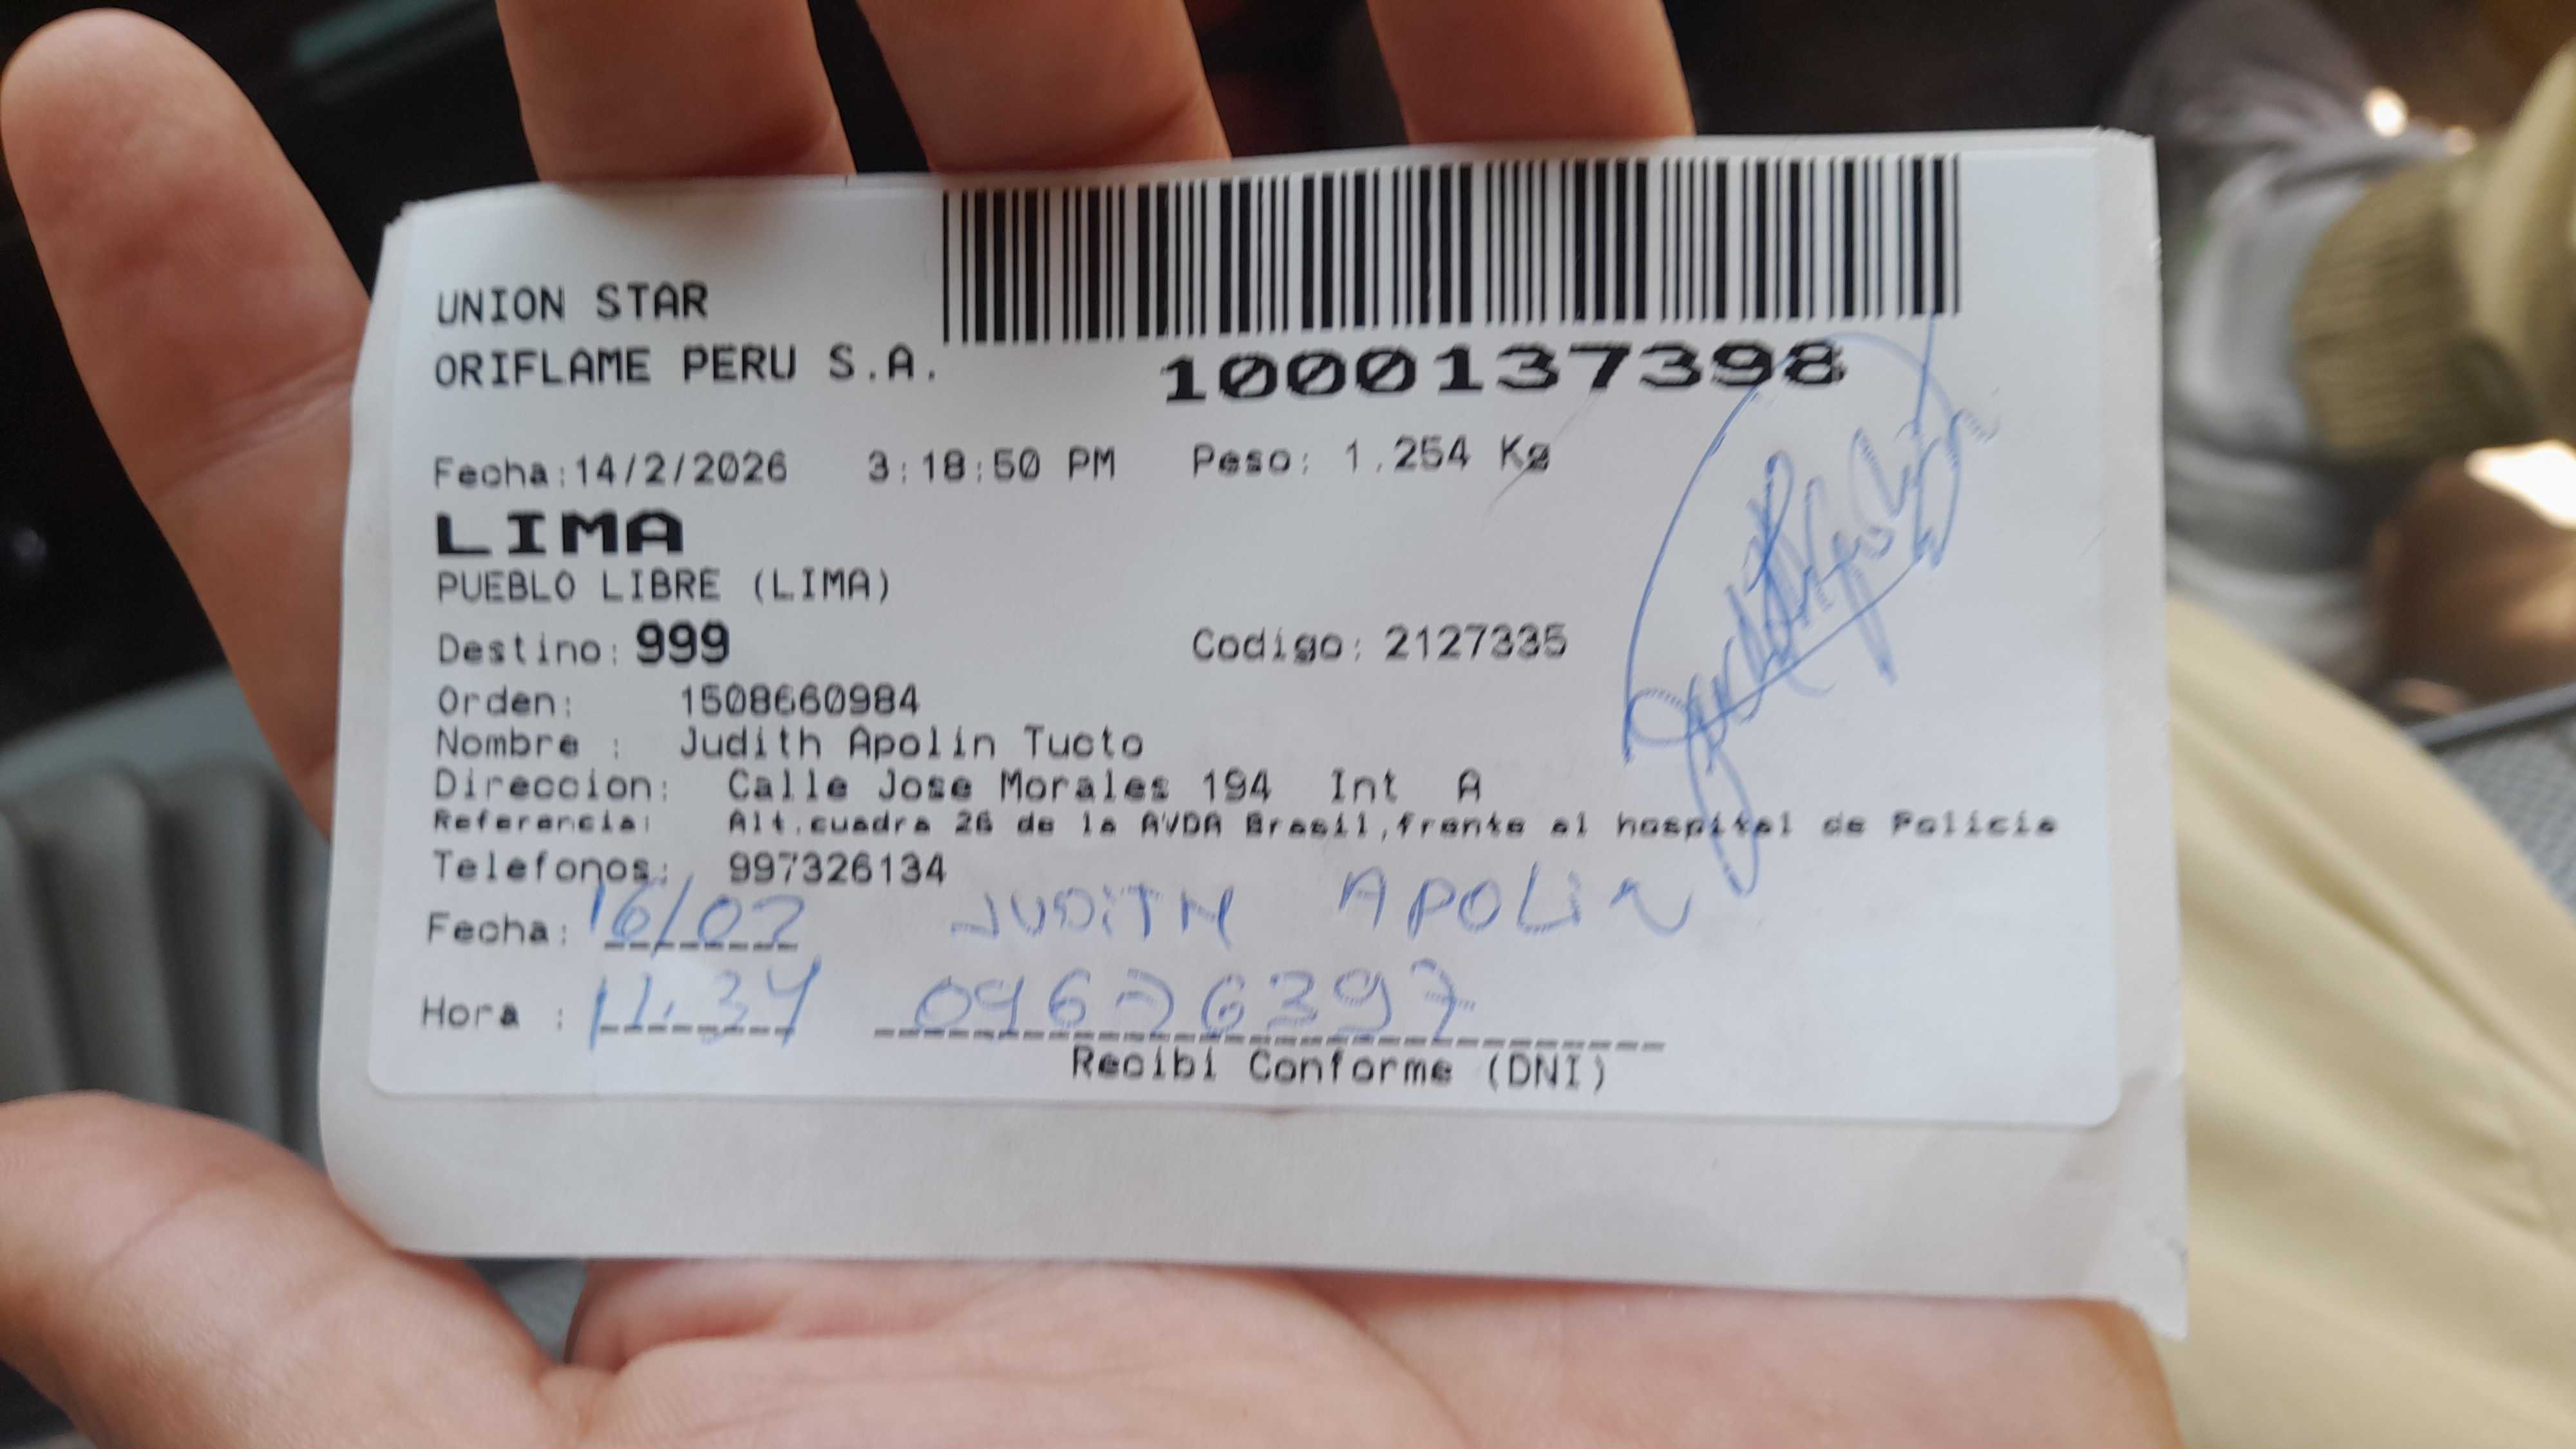 UNION STAR
ORIFLAME PERU S.A.
1000137398
Fecha:14/2/2026 3:18:50 PM Peso: 1.254 Kg
LIMA
PUEBLO LIBRE (LIMA)
Destino: 999 Codigo: 2127335
Orden: 1508660984
Nombre : Judith Apolin Tucto
Direccion: Calle Jose Morales 194 Int A
Referencia: Alt.cuadra 26 de la AVDA Brasil,frente al hospital de Policia
Telefonos: 997326134
Fecha: 16/02 JUDITH APOLIN
Hora : 11:34 09676397
Recibi Conforme (DNI)